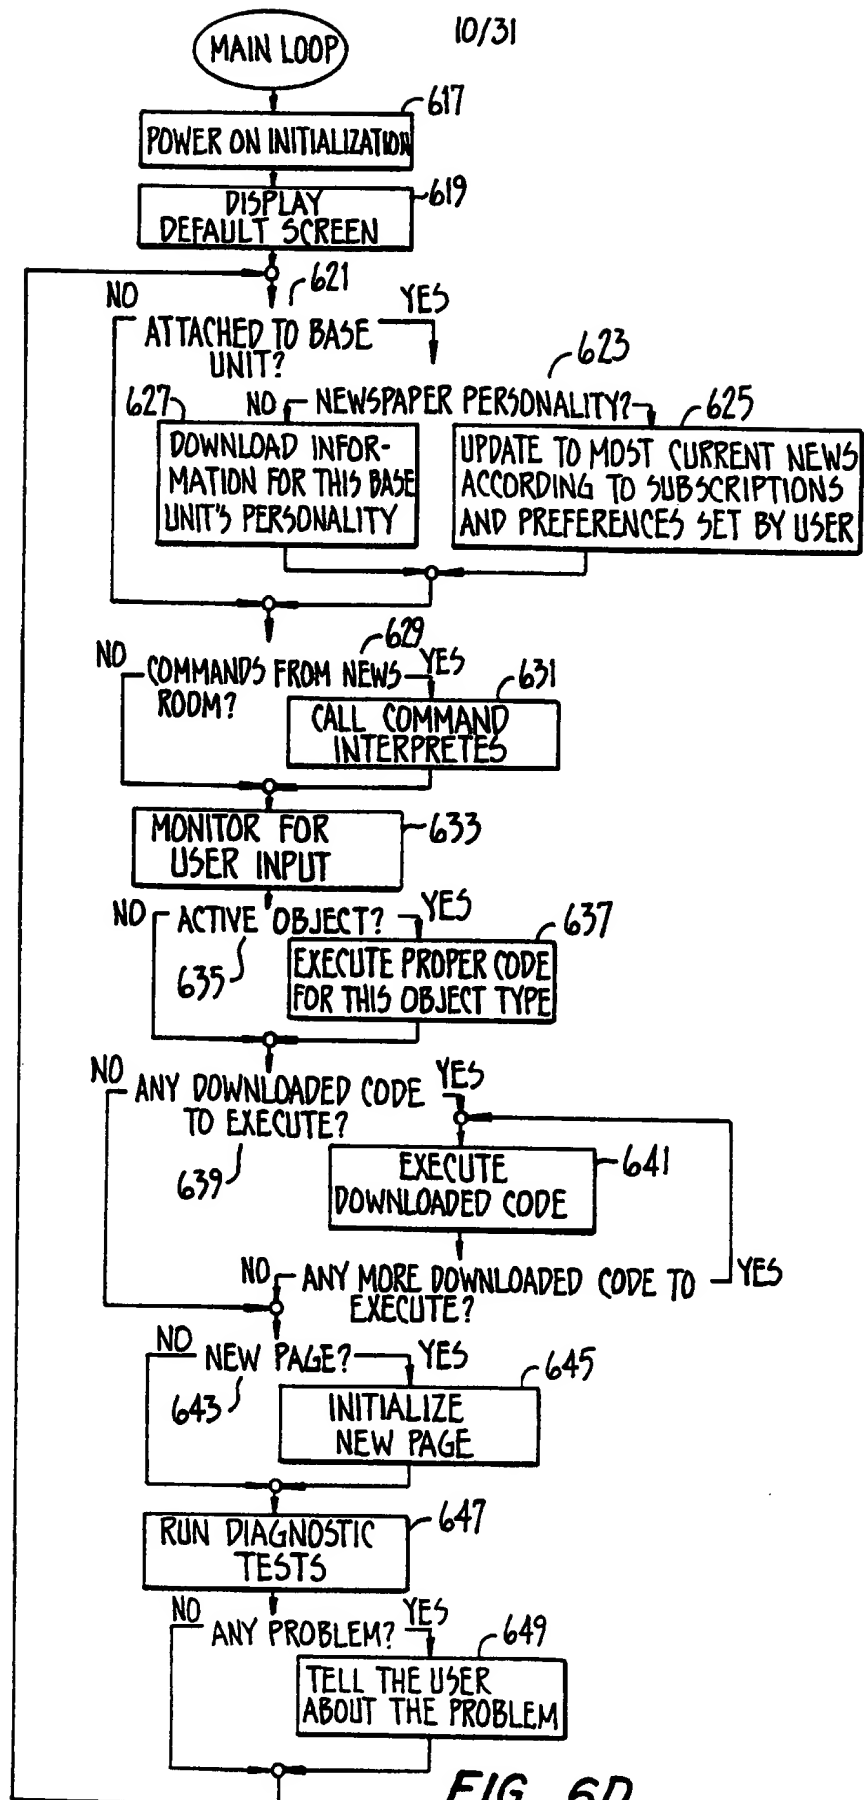 10/31
MAIN LOOP
617
POWER ON INITIALIZATION
619
DISPLAY
DEFAULT SCREEN
621
NO
YES
ATTACHED TO BASE
UNIT?
623
627
NO
NEWSPAPER PERSONALITY?
625
DOWNLOAD INFOR-
MATION FOR THIS BASE
UNIT'S PERSONALITY
UPDATE TO MOST CURRENT NEWS
ACCORDING TO SUBSCRIPTIONS
AND PREFERENCES SET BY USER
629
NO
COMMANDS FROM NEWS
ROOM?
YES
631
CALL COMMAND
INTERPRETES
MONITOR FOR
USER INPUT
633
NO
ACTIVE OBJECT?
YES
635
637
EXECUTE PROPER CODE
FOR THIS OBJECT TYPE
NO
ANY DOWNLOADED CODE
TO EXECUTE?
YES
639
641
EXECUTE
DOWNLOADED CODE
NO
ANY MORE DOWNLOADED CODE TO
EXECUTE?
YES
NO
NEW PAGE?
YES
643
645
INITIALIZE
NEW PAGE
647
RUN DIAGNOSTIC
TESTS
NO
ANY PROBLEM?
YES
649
TELL THE USER
ABOUT THE PROBLEM
FIG. 6D